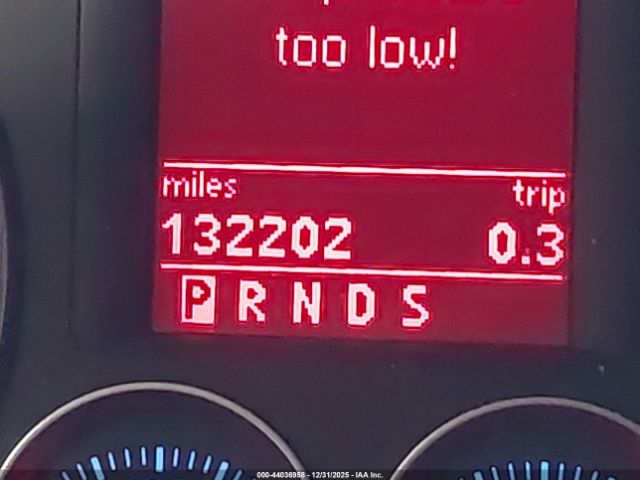 too low!
miles trip
132202 0.3
P R N D S
000-44036958 - 12/31/2025 - IAA Inc.